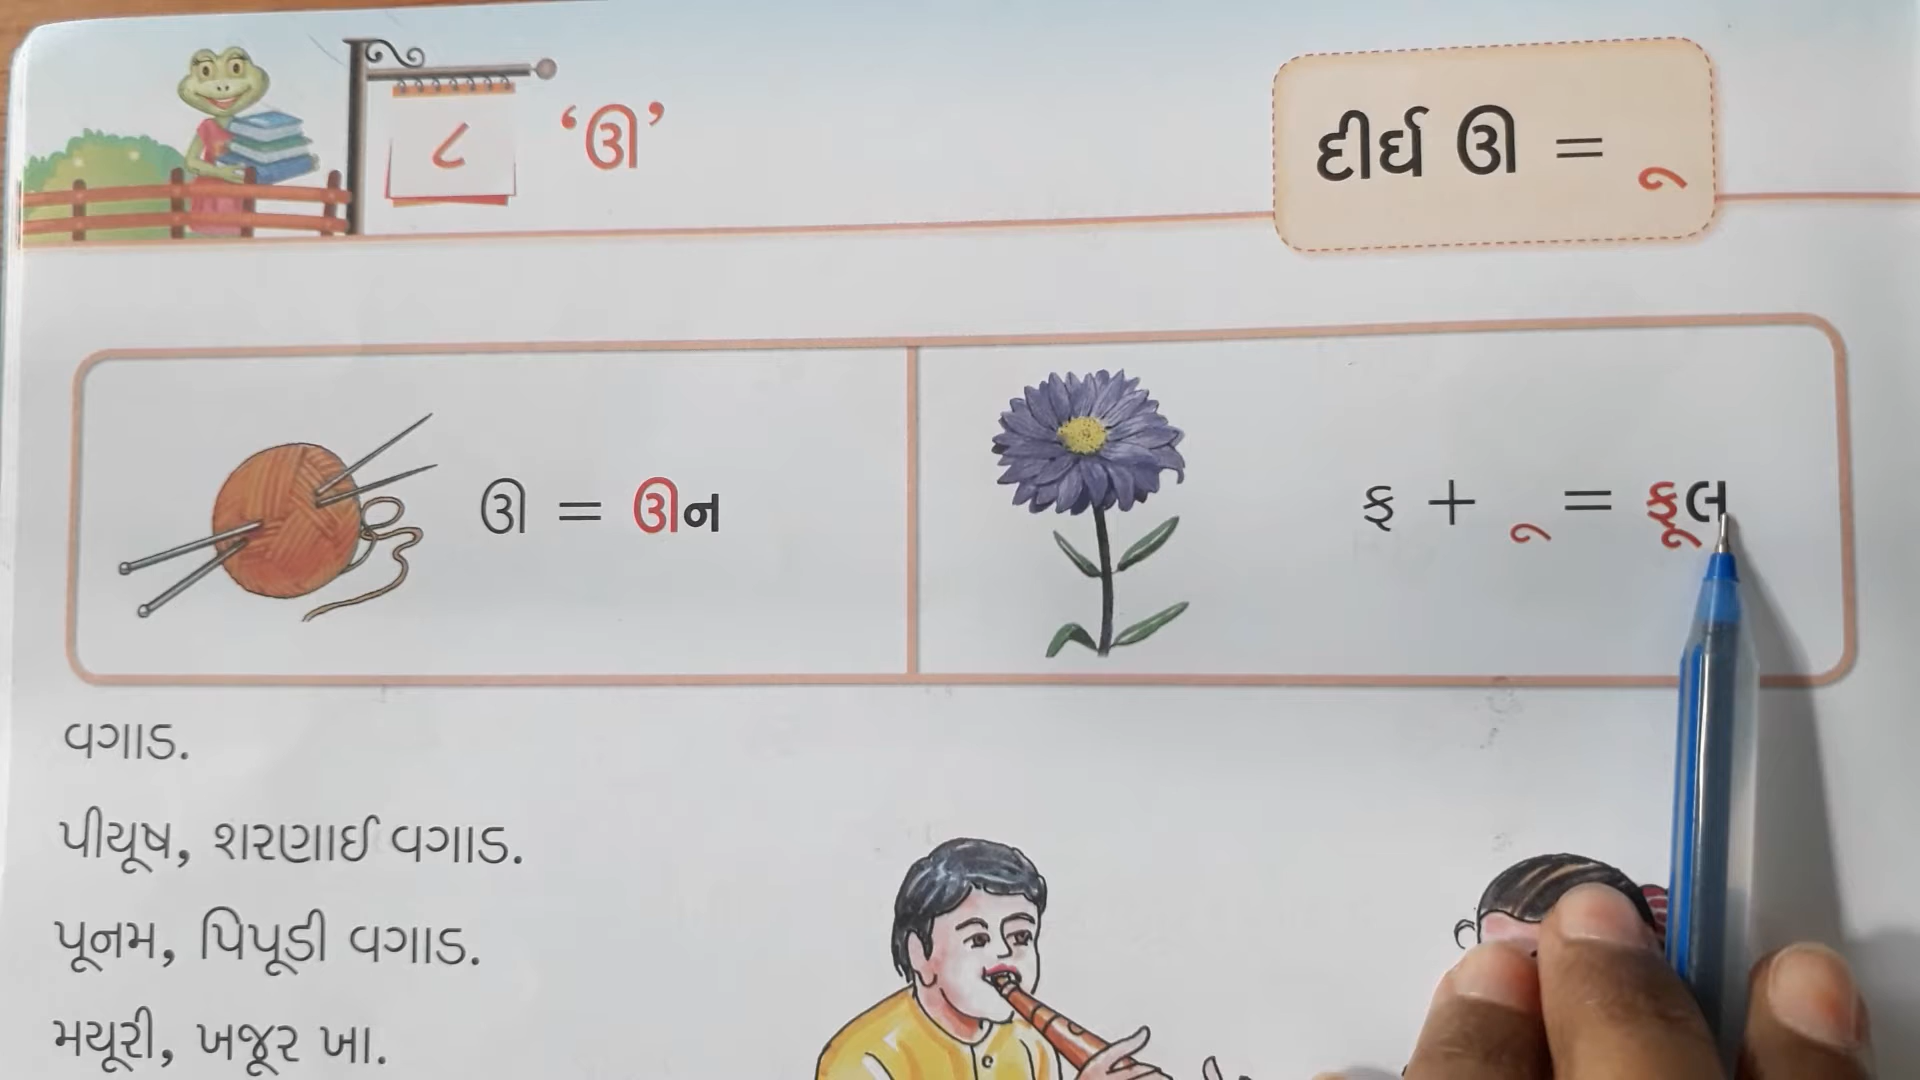 ૮ ‘ઊ’
દીર્ઘ ઊ = ૂ
ઊ = ઊન
ફ + ૂ = ફૂલ
વગાડ.
પીયૂષ, શરણાઈ વગાડ.
પૂનમ, પિપૂડી વગાડ.
મયૂરી, ખજૂર ખા.